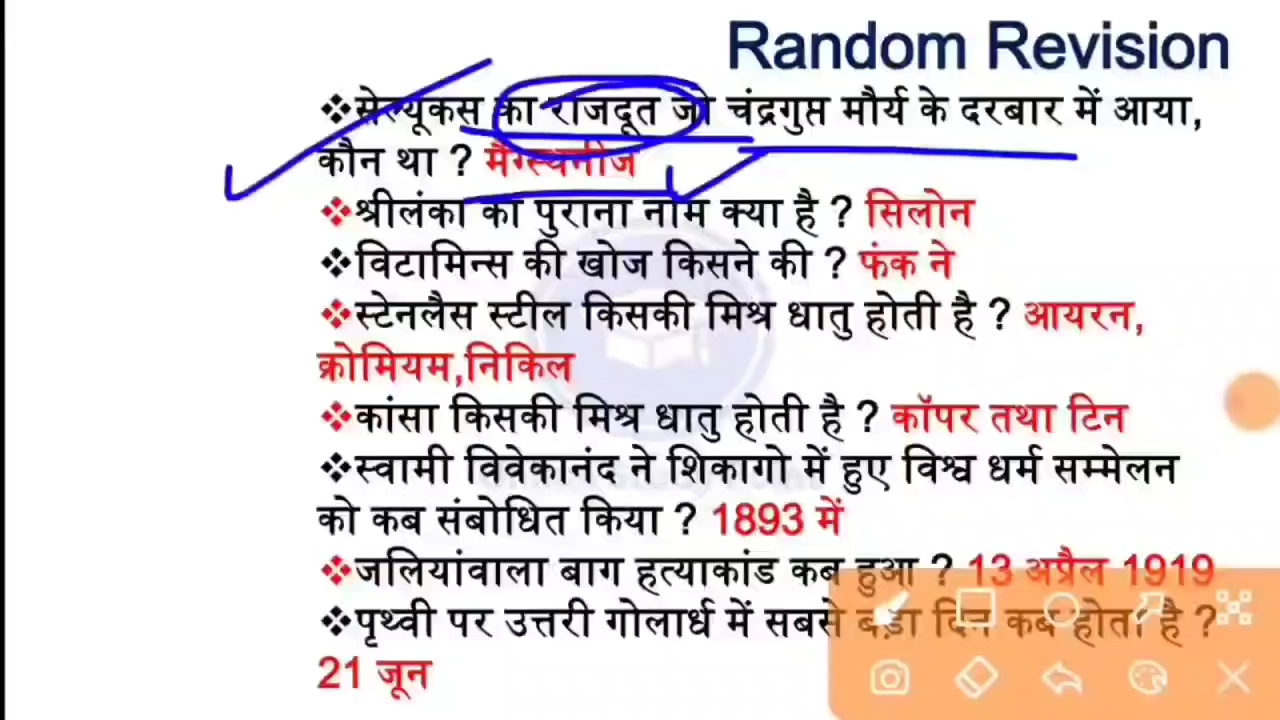 Random Revision
❖सेल्यूकस का राजदूत जो चंद्रगुप्त मौर्य के दरबार में आया,
कौन था ? मैगस्थनीज
❖श्रीलंका का पुराना नाम क्या है ? सिलोन
❖विटामिन्स की खोज किसने की ? फंक ने
❖स्टेनलैस स्टील किसकी मिश्र धातु होती है ? आयरन,
क्रोमियम,निकिल
❖कांसा किसकी मिश्र धातु होती है ? कॉपर तथा टिन
❖स्वामी विवेकानंद ने शिकागो में हुए विश्व धर्म सम्मेलन
को कब संबोधित किया ? 1893 में
❖जलियांवाला बाग हत्याकांड कब हुआ ? 13 अप्रैल 1919
❖पृथ्वी पर उत्तरी गोलार्ध में सबसे बड़ा दिन कब होता है ?
21 जून